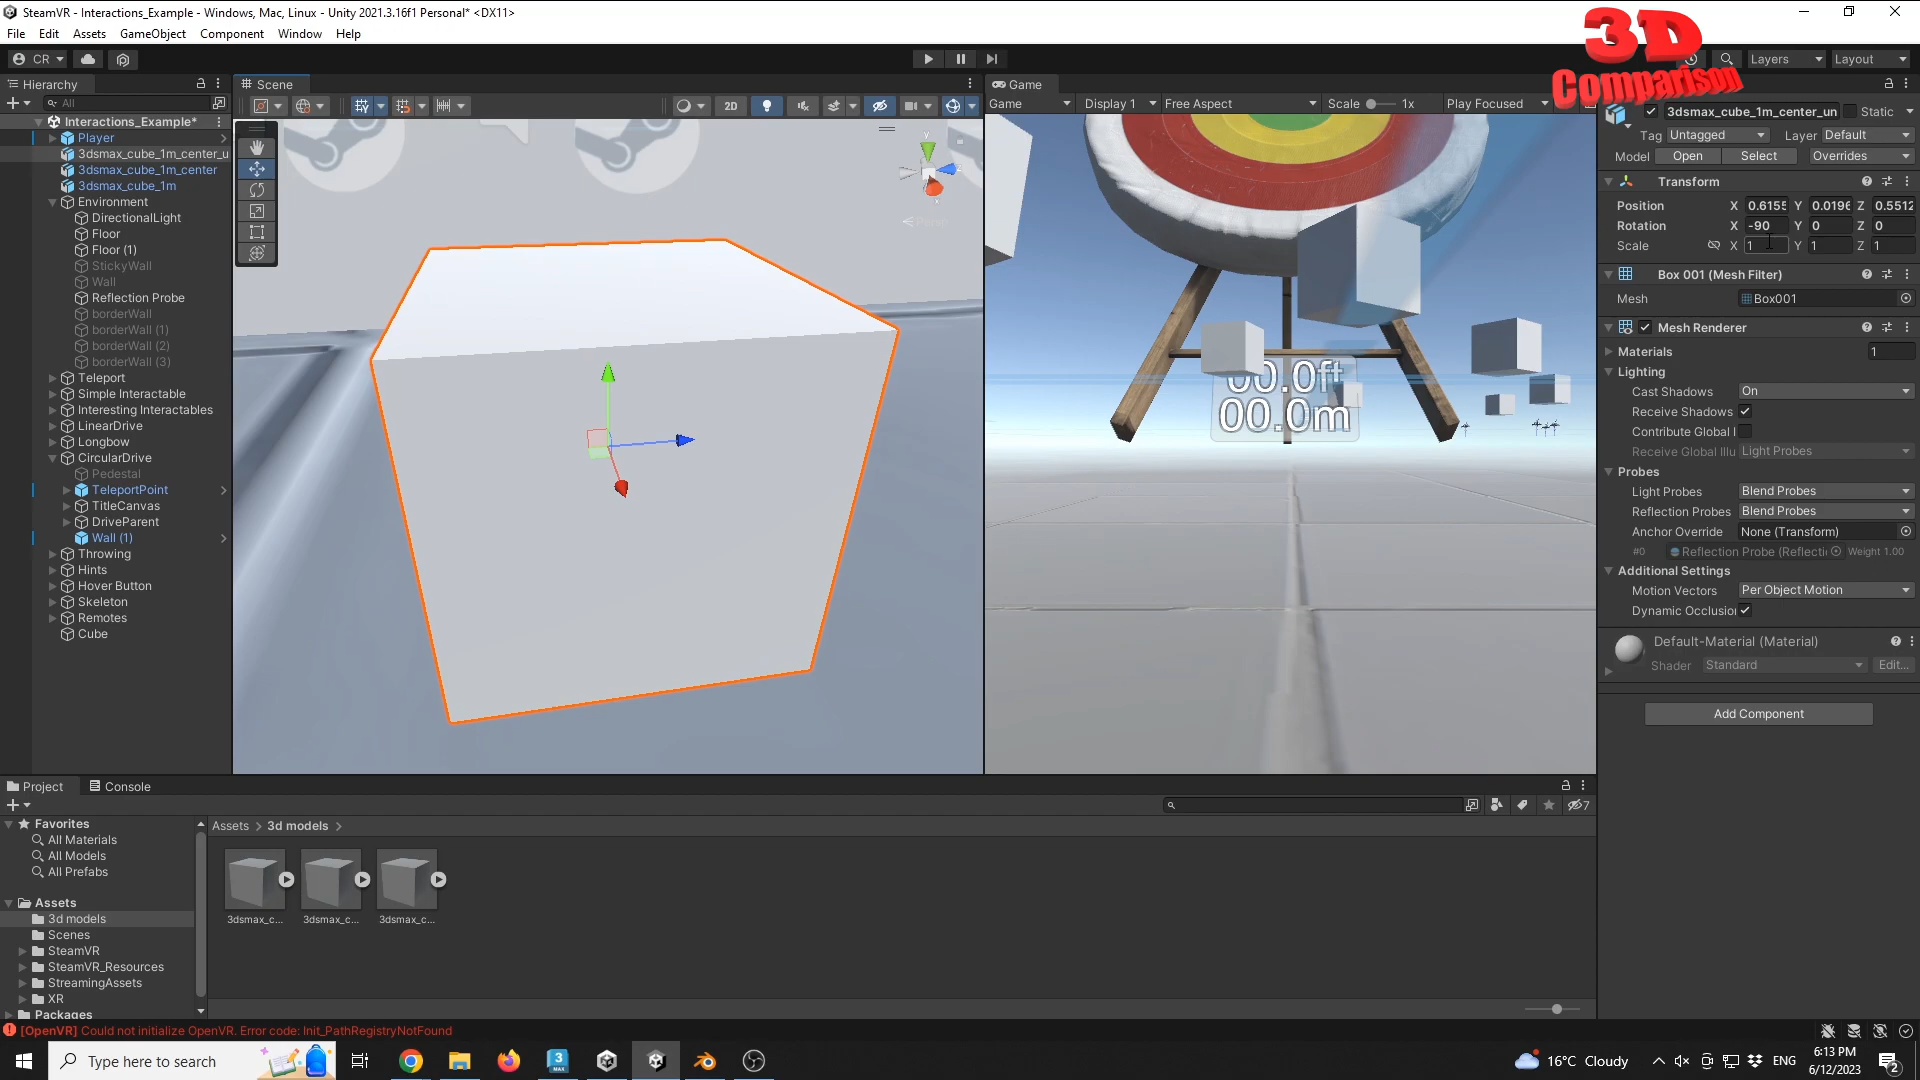 SteamVR - Interactions_Example - Windows, Mac, Linux - Unity 2021.3.16f1 Personal* <DX11>
File Edit Assets GameObject Component Window Help
3D
Comparison
CR
Layers
Layout
Hierarchy
Scene
Game
All
2D
Game
Display 1
Free Aspect
Scale
1x
Play Focused
Interactions_Example*
Player
3dsmax_cube_1m_center_u
3dsmax_cube_1m_center
3dsmax_cube_1m
Environment
DirectionalLight
Floor
Floor (1)
StickyWall
Wall
Reflection Probe
borderWall
borderWall (1)
borderWall (2)
borderWall (3)
Teleport
Simple Interactable
Interesting Interactables
LinearDrive
Longbow
CircularDrive
Pedestal
TeleportPoint
TitleCanvas
DriveParent
Wall (1)
Throwing
Hints
Hover Button
Skeleton
Remotes
Cube
y
00.0ft
00.0m
3dsmax_cube_1m_center_un
Static
Tag Untagged
Layer Default
Model Open Select Overrides
Transform
Position X 0.6155 Y 0.0196 Z 0.5512
Rotation X -90 Y 0 Z 0
Scale X 1 Y 1 Z 1
Box 001 (Mesh Filter)
Mesh Box001
Mesh Renderer
Materials 1
Lighting
Cast Shadows On
Receive Shadows
Contribute Global I
Receive Global Illu Light Probes
Probes
Light Probes Blend Probes
Reflection Probes Blend Probes
Anchor Override None (Transform)
#0 Reflection Probe (Reflecti Weight 1.00
Additional Settings
Motion Vectors Per Object Motion
Dynamic Occlusion
Default-Material (Material)
Shader Standard Edit...
Add Component
Project
Console
7
Favorites
All Materials
All Models
All Prefabs
Assets
3d models
Scenes
SteamVR
SteamVR_Resources
StreamingAssets
XR
Packages
Assets > 3d models >
3dsmax_c...
3dsmax_c...
3dsmax_c...
[OpenVR] Could not initialize OpenVR. Error code: Init_PathRegistryNotFound
Type here to search
3
MAX
16°C Cloudy
ENG
6:13 PM
6/12/2023
2